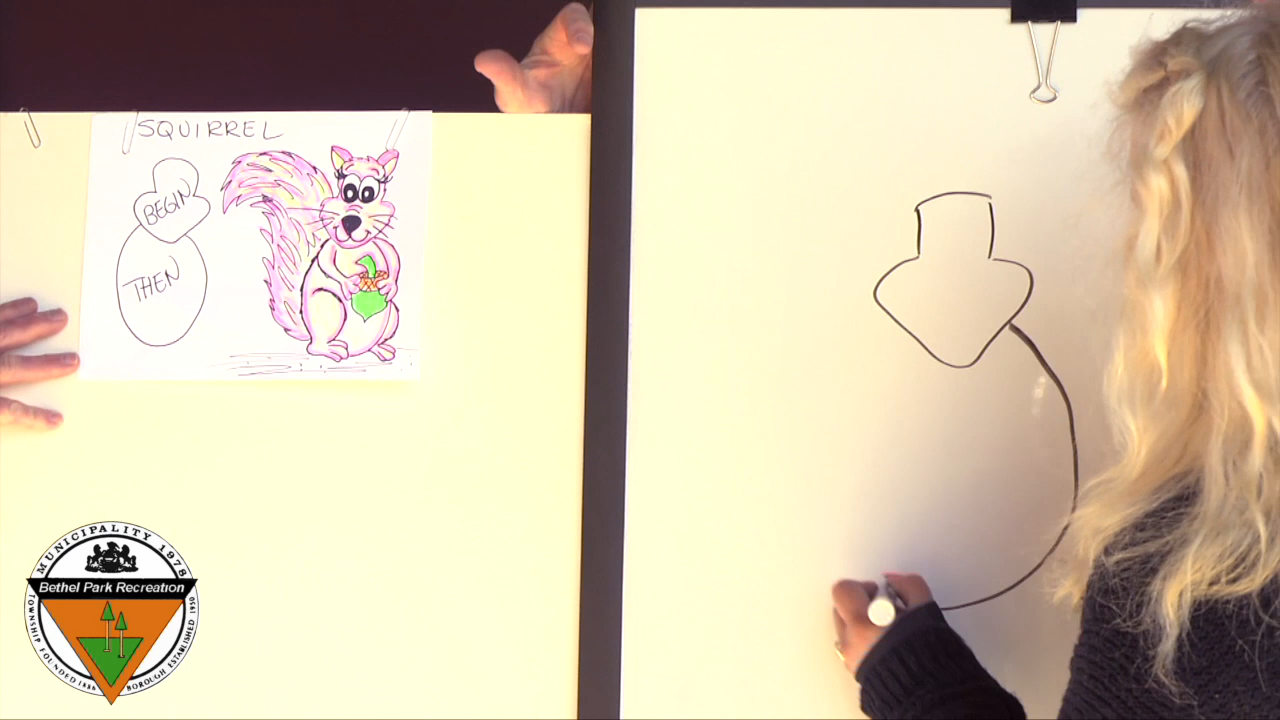 SQUIRREL
BEGIN
THEN
MUNICIPALITY 1978
Bethel Park Recreation
TOWNSHIP FOUNDED 1886
BOROUGH ESTABLISHED 1950